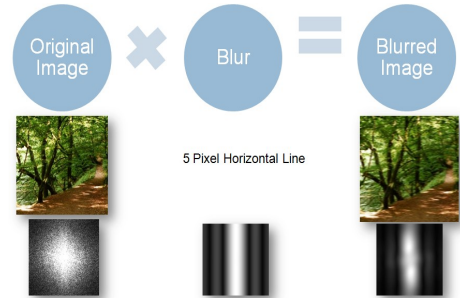 Original
Image
Blur
Blurred
Image
5 Pixel Horizontal Line